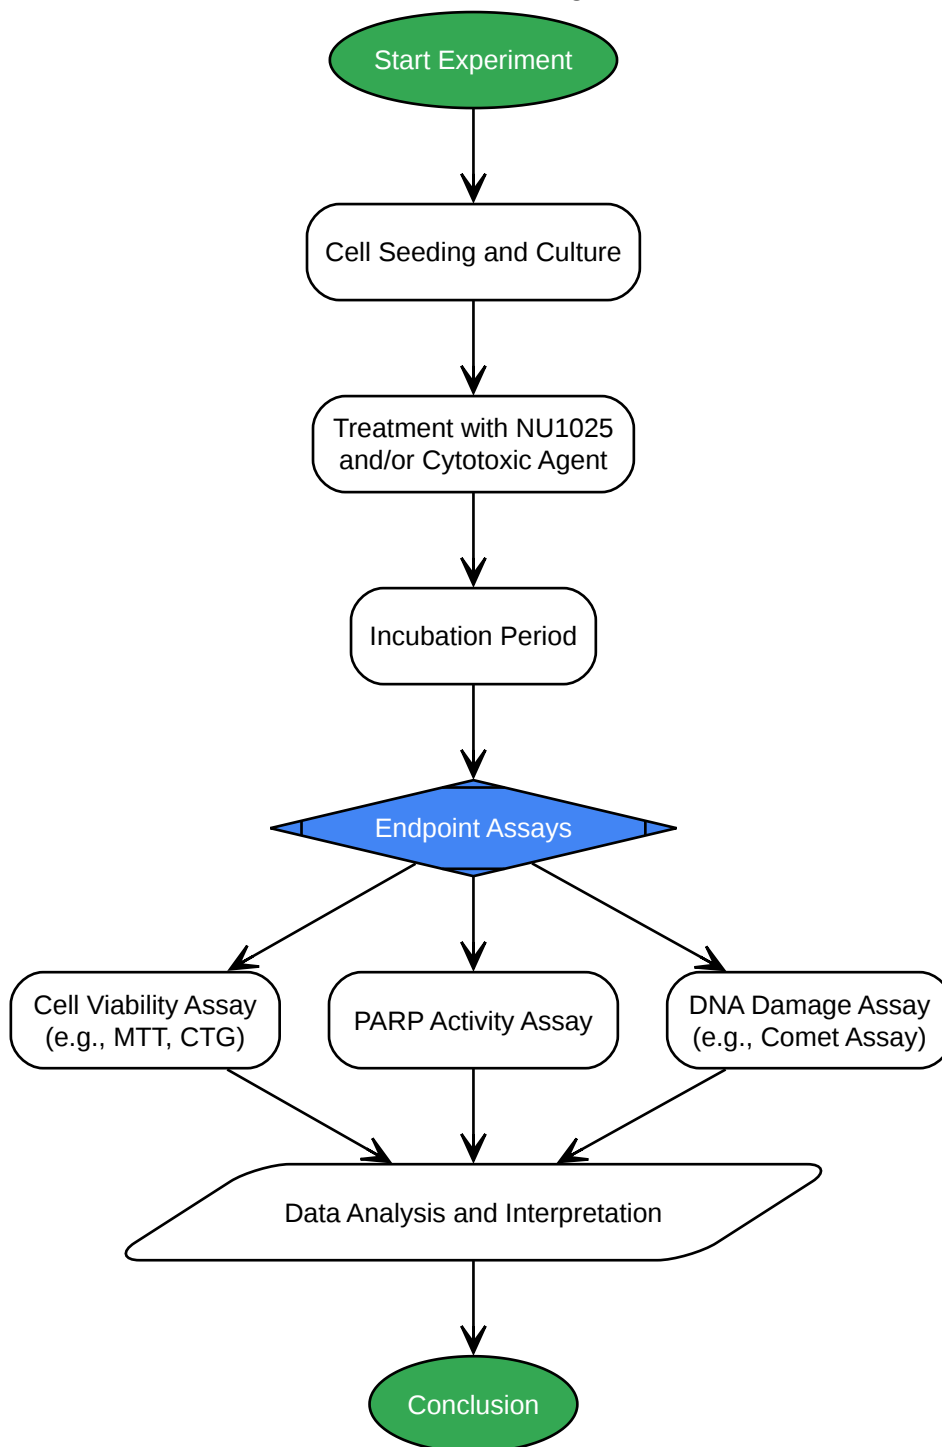 Start Experiment
Cell Seeding and Culture
Treatment with NU1025
and/or Cytotoxic Agent
Incubation Period
Endpoint Assays
Cell Viability Assay
(e.g., MTT, CTG)
PARP Activity Assay
DNA Damage Assay
(e.g., Comet Assay)
Data Analysis and Interpretation
Conclusion